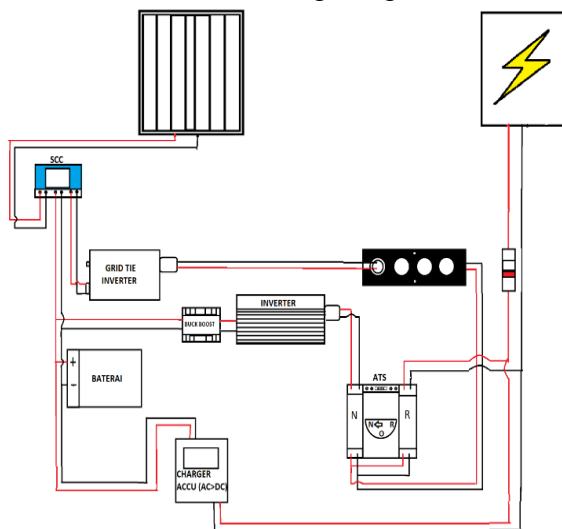 SCC
GRID TIE
INVERTER
INVERTER
BUCK BOOST
BATERAI
ATS
N
N R
O
R
CHARGER
ACCU (AC>DC)